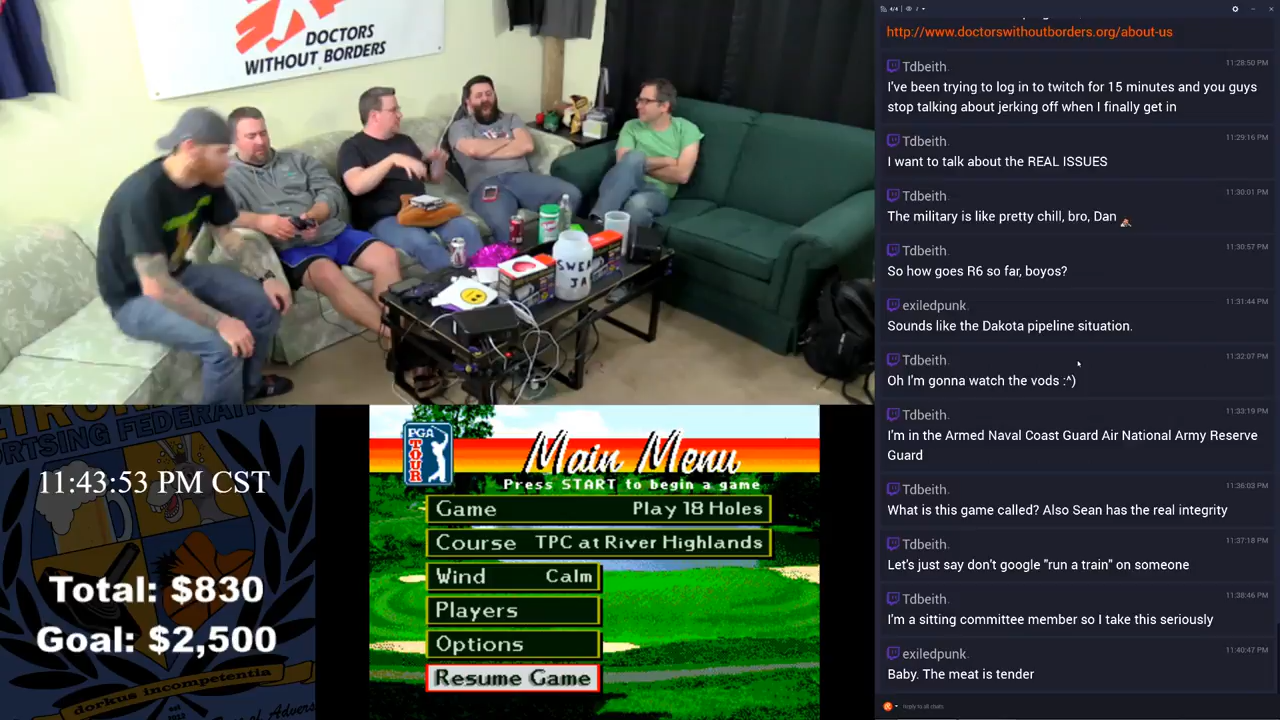 DOCTORS
WITHOUT BORDERS
SWEAR
JA
SPORTSING FEDERATION
11:43:53 PM CST
Total: $830
Goal: $2,500
dorkus incompetentia
PGA
TOUR
Main Menu
Press START to begin a game
Game Play 18 Holes
Course TPC at River Highlands
Wind Calm
Players
Options
Resume Game
4/4
http://www.doctorswithoutborders.org/about-us
Tdbeith. 11:28:50 PM
I've been trying to log in to twitch for 15 minutes and you guys
stop talking about jerking off when I finally get in
Tdbeith. 11:29:16 PM
I want to talk about the REAL ISSUES
Tdbeith. 11:30:01 PM
The military is like pretty chill, bro, Dan
Tdbeith. 11:30:57 PM
So how goes R6 so far, boyos?
exiledpunk. 11:31:44 PM
Sounds like the Dakota pipeline situation.
Tdbeith. 11:32:07 PM
Oh I'm gonna watch the vods :^)
Tdbeith. 11:33:19 PM
I'm in the Armed Naval Coast Guard Air National Army Reserve
Guard
Tdbeith. 11:36:03 PM
What is this game called? Also Sean has the real integrity
Tdbeith. 11:37:18 PM
Let's just say don't google "run a train" on someone
Tdbeith. 11:38:46 PM
I'm a sitting committee member so I take this seriously
exiledpunk. 11:40:47 PM
Baby. The meat is tender
reply to all chats